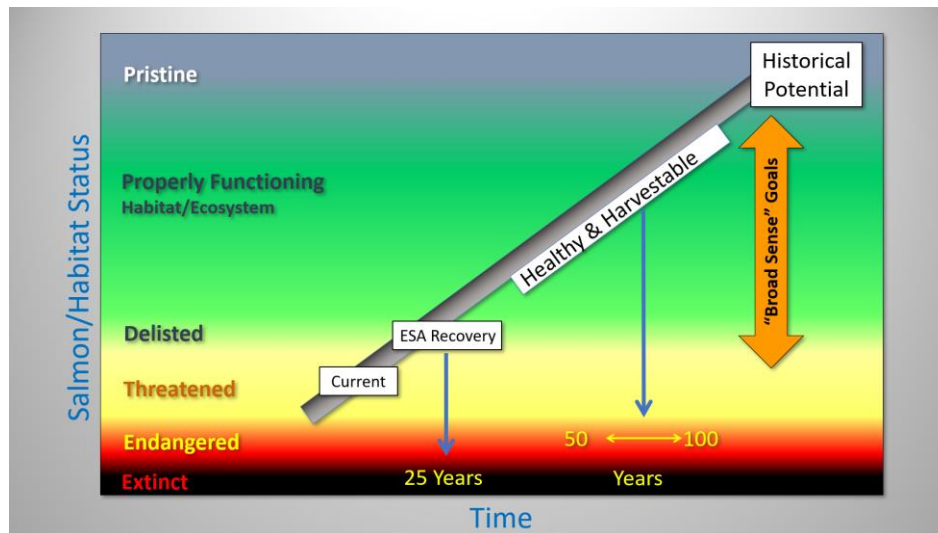 Salmon/Habitat Status
Pristine
Historical
Potential
Properly Functioning
Habitat/Ecosystem
Healthy & Harvestable
"Broad Sense" Goals
Delisted
ESA Recovery
Threatened
Current
Endangered
50
100
Extinct
25 Years
Years
Time